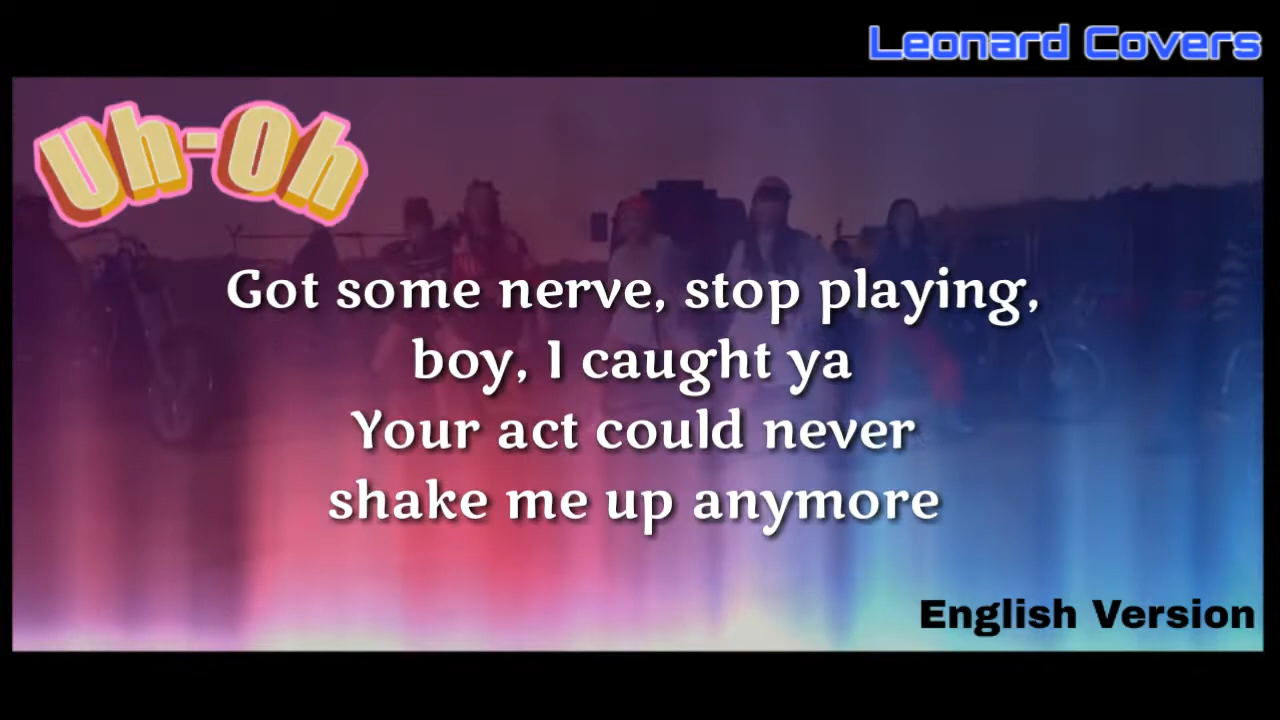 Leonard Covers
Uh-Oh
Got some nerve, stop playing,
boy, I caught ya
Your act could never
shake me up anymore
English Version